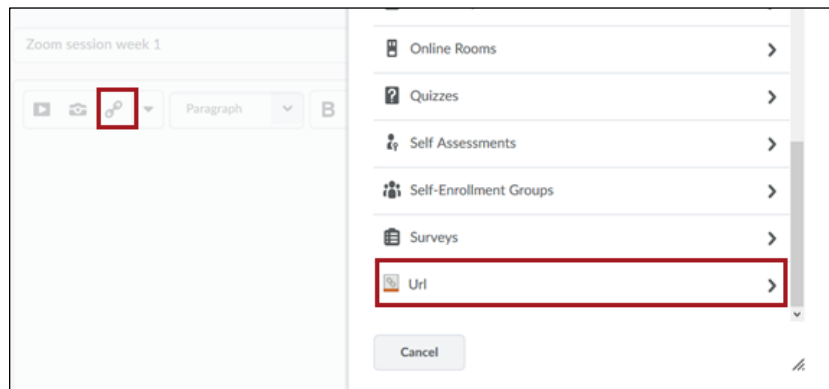 Zoom session week 1
Paragraph
B
Online Rooms
Quizzes
Self Assessments
Self-Enrollment Groups
Surveys
Url
Cancel